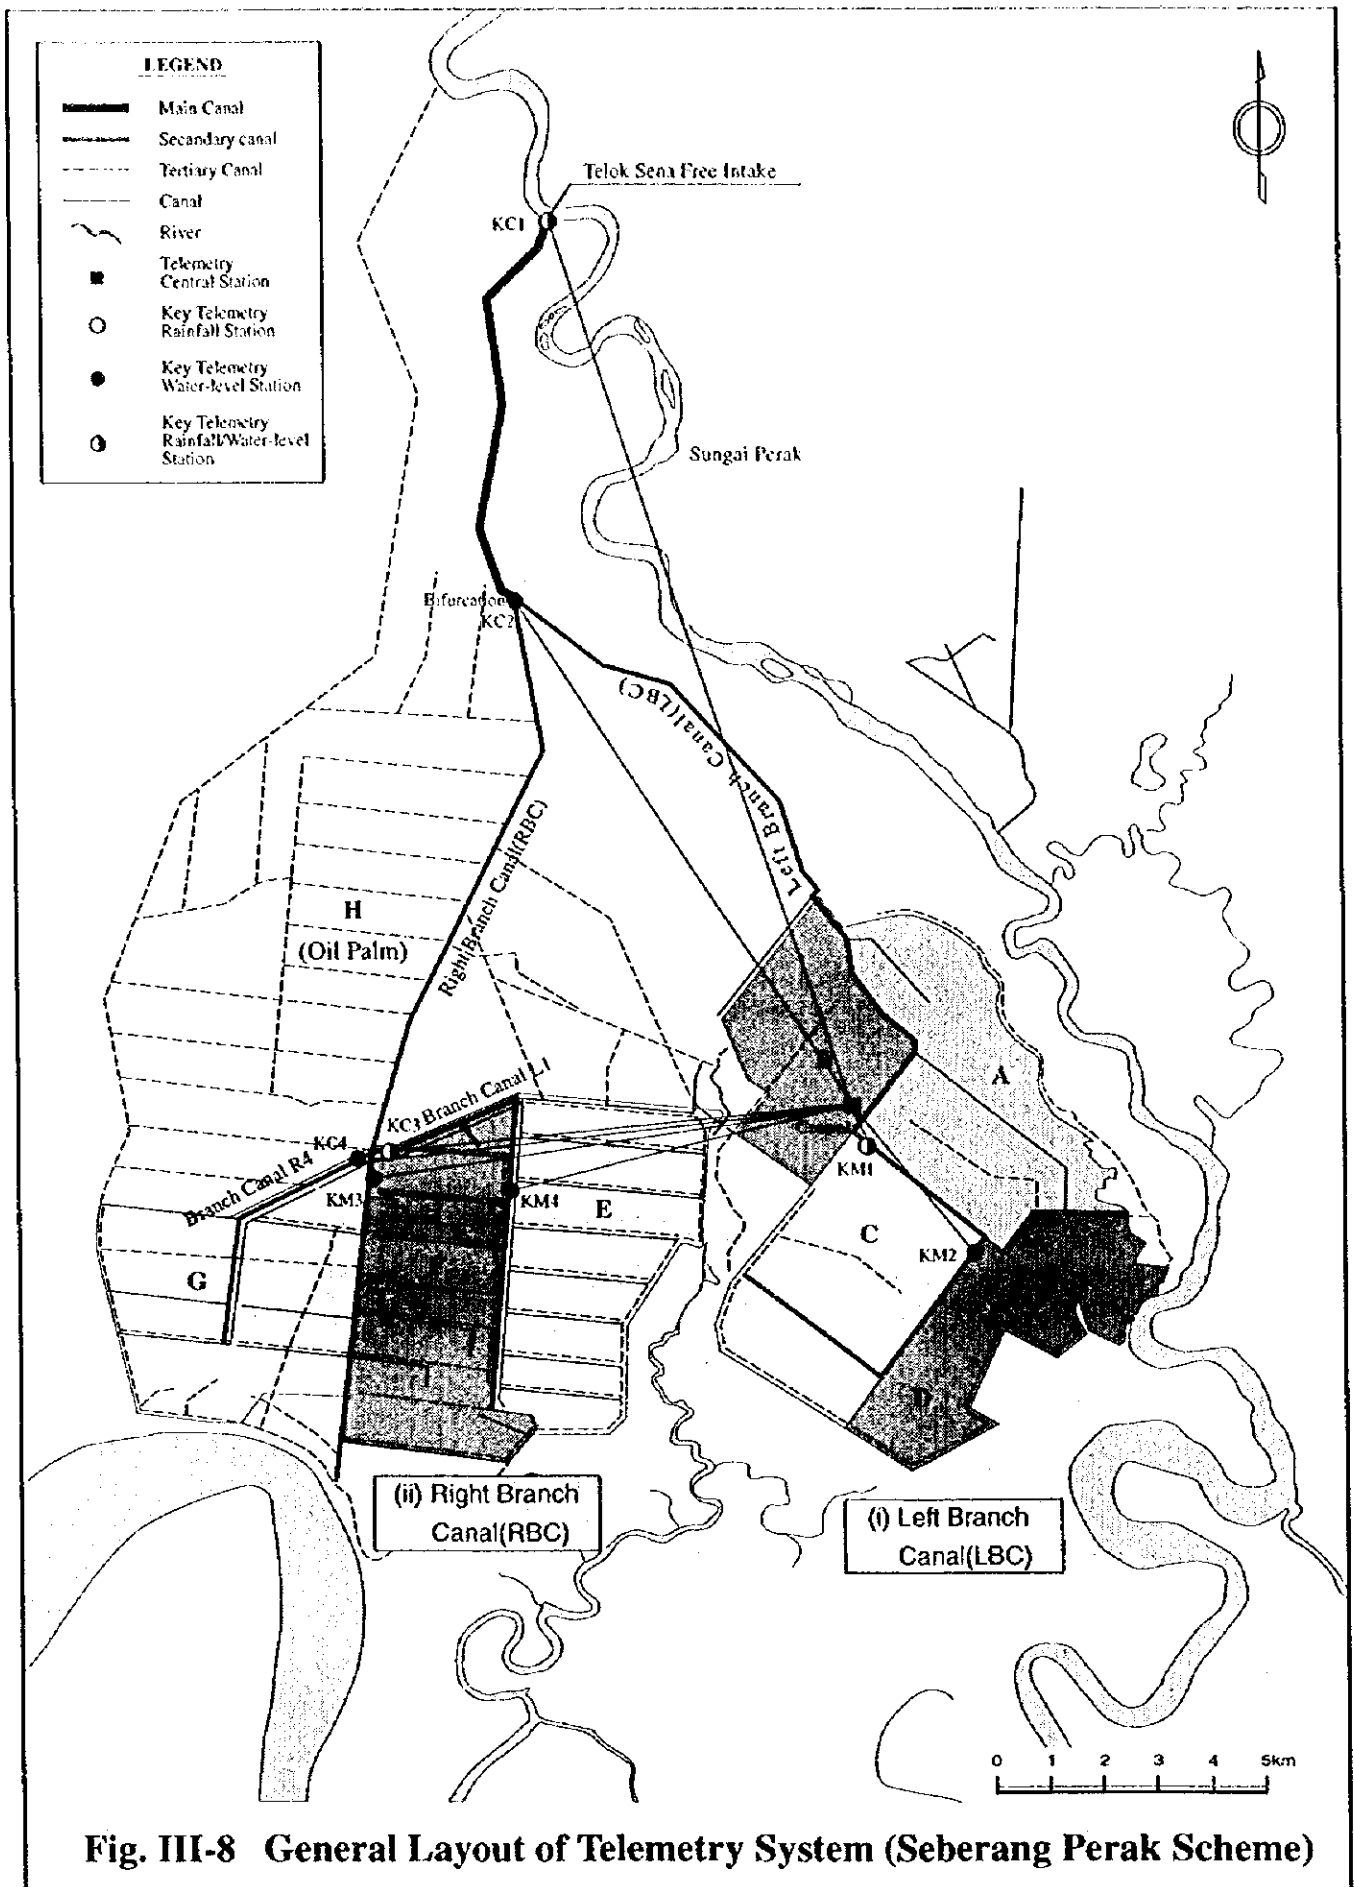 LEGEND
Main Canal
Secandary canal
Tertiary Canal
Canal
River
Telemetry
Central Station
Key Telemetry
Rainfall Station
Key Telemetry
Water-level Station
Key Telemetry
Rainfall/Water-level
Station
Telok Sena Free Intake
KC1
Sungai Perak
Bifurcation
KC2
Left Branch Canal(LBC)
Right Branch Canal(RBC)
H
(Oil Palm)
A
Branch Canal L1
KC3
KC4
Branch Canal R4
KM3
KM4
E
KM1
C
KM2
G
D
(ii) Right Branch
Canal(RBC)
(i) Left Branch
Canal(LBC)
0 1 2 3 4 5km
Fig. III-8 General Layout of Telemetry System (Seberang Perak Scheme)